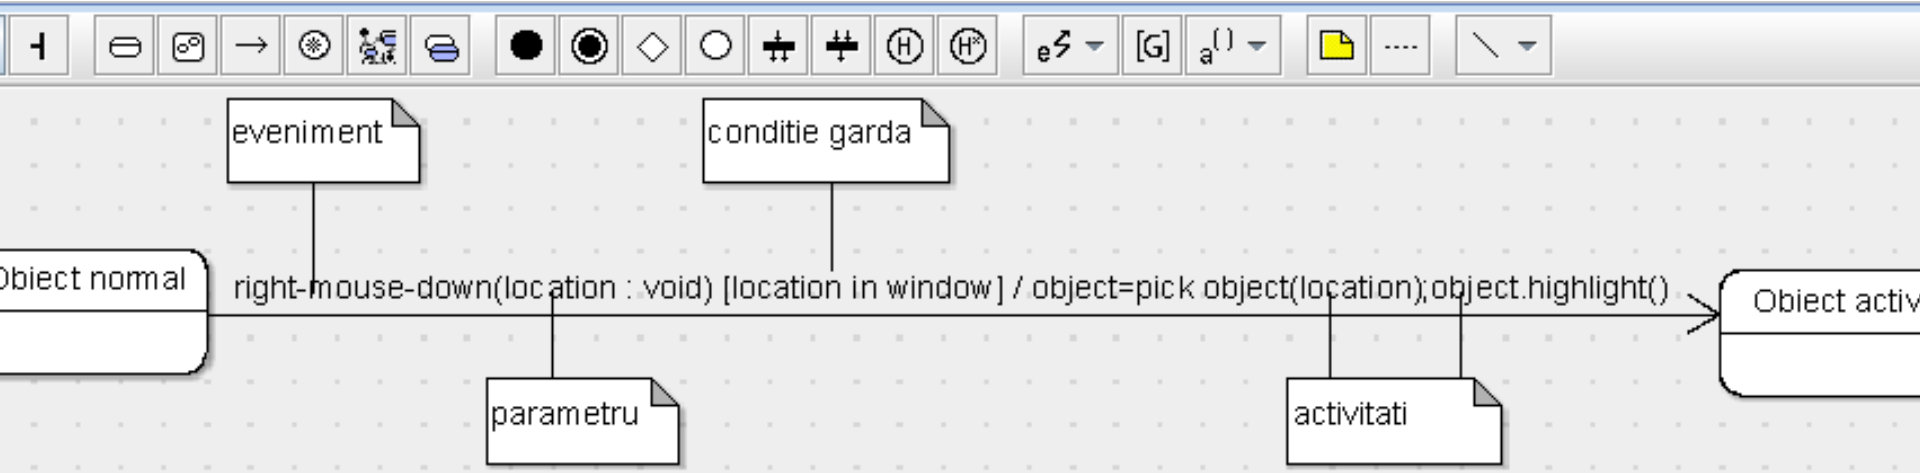 H H*
e [G] a()
eveniment
conditie garda
Obiect normal
right-mouse-down(location : void) [location in window] / object=pick object(location);object.highlight()
Obiect activ
parametru
activitati